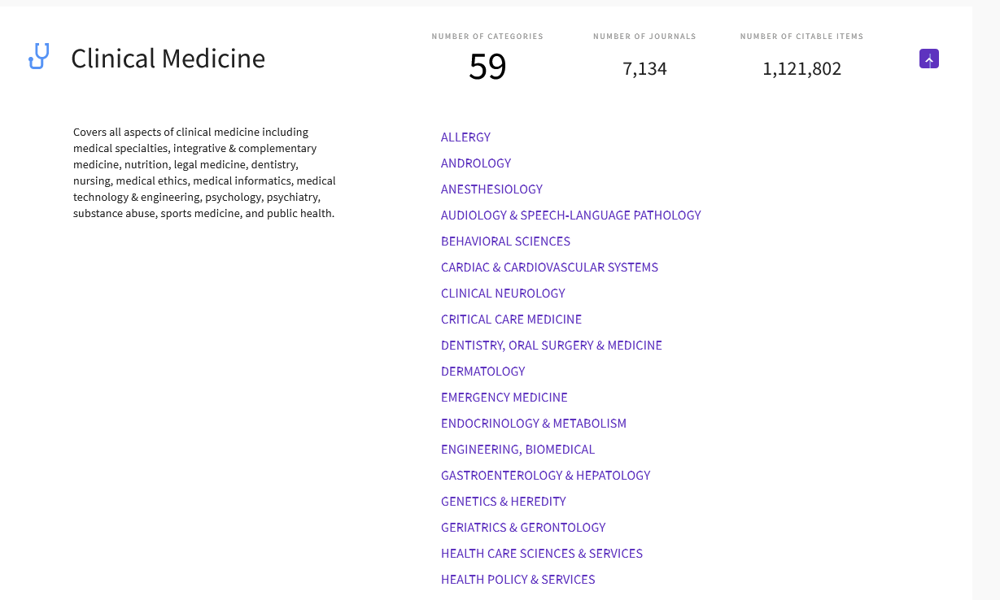 Clinical Medicine
NUMBER OF CATEGORIES
59
NUMBER OF JOURNALS
7,134
NUMBER OF CITABLE ITEMS
1,121,802
Covers all aspects of clinical medicine including
medical specialties, integrative & complementary
medicine, nutrition, legal medicine, dentistry,
nursing, medical ethics, medical informatics, medical
technology & engineering, psychology, psychiatry,
substance abuse, sports medicine, and public health.
ALLERGY
ANDROLOGY
ANESTHESIOLOGY
AUDIOLOGY & SPEECH-LANGUAGE PATHOLOGY
BEHAVIORAL SCIENCES
CARDIAC & CARDIOVASCULAR SYSTEMS
CLINICAL NEUROLOGY
CRITICAL CARE MEDICINE
DENTISTRY, ORAL SURGERY & MEDICINE
DERMATOLOGY
EMERGENCY MEDICINE
ENDOCRINOLOGY & METABOLISM
ENGINEERING, BIOMEDICAL
GASTROENTEROLOGY & HEPATOLOGY
GENETICS & HEREDITY
GERIATRICS & GERONTOLOGY
HEALTH CARE SCIENCES & SERVICES
HEALTH POLICY & SERVICES